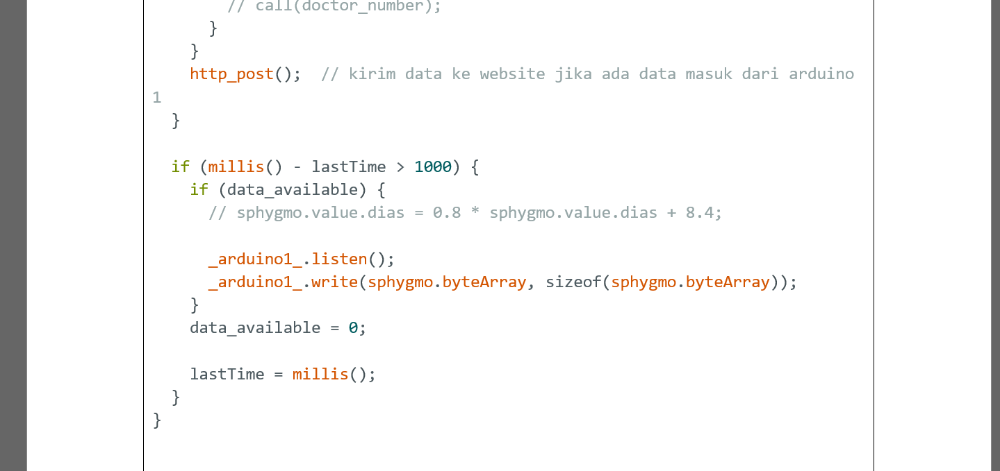 // call(doctor_number);
}
}
http_post();  // kirim data ke website jika ada data masuk dari arduino
1
}
if (millis() - lastTime > 1000) {
if (data_available) {
// sphygmo.value.dias = 0.8 * sphygmo.value.dias + 8.4;
_arduino1_.listen();
_arduino1_.write(sphygmo.byteArray, sizeof(sphygmo.byteArray));
}
data_available = 0;
lastTime = millis();
}
}